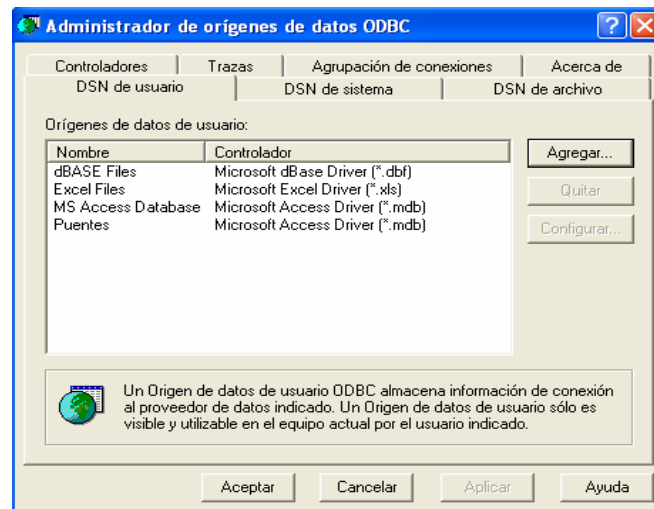 Administrador de orígenes de datos ODBC
Controladores Trazas Agrupación de conexiones Acerca de
DSN de usuario DSN de sistema DSN de archivo
Orígenes de datos de usuario:
Nombre Controlador
dBASE Files Microsoft dBase Driver (*.dbf)
Excel Files Microsoft Excel Driver (*.xls)
MS Access Database Microsoft Access Driver (*.mdb)
Puentes Microsoft Access Driver (*.mdb)
Agregar...
Quitar
Configurar...
Un Origen de datos de usuario ODBC almacena información de conexión
al proveedor de datos indicado. Un Origen de datos de usuario sólo es
visible y utilizable en el equipo actual por el usuario indicado.
Aceptar Cancelar Aplicar Ayuda